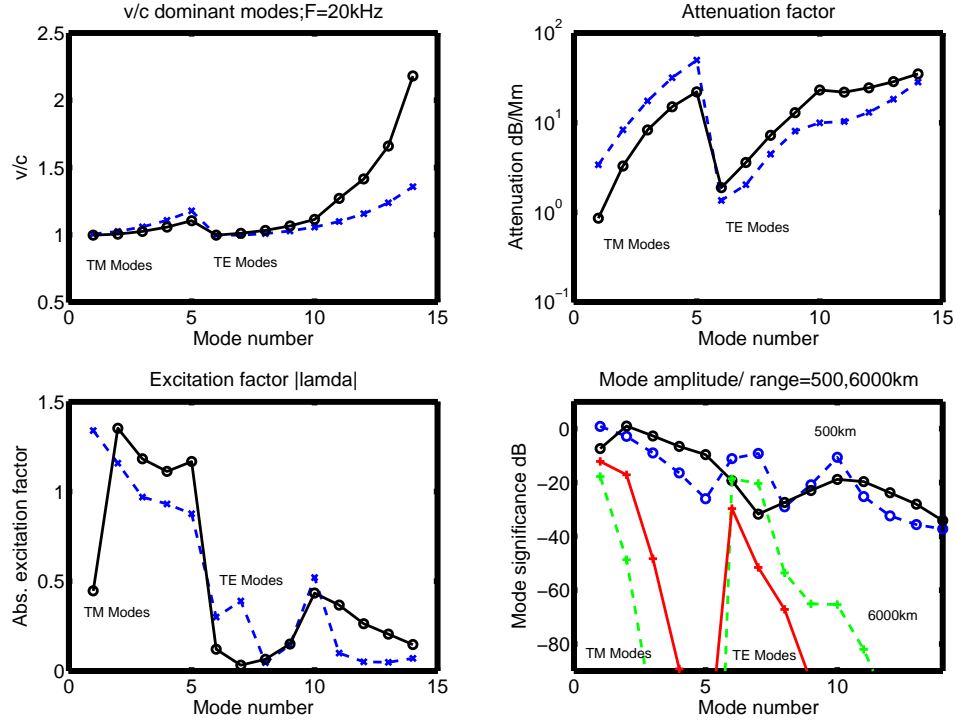 v/c dominant modes;F=20kHz
2.5
2
1.5
1
0.5
v/c
TM Modes
TE Modes
0
5
10
15
Mode number
Attenuation factor
10^2
10^1
10^0
10^-1
Attenuation dB/Mm
TM Modes
TE Modes
0
5
10
15
Mode number
Excitation factor |lamda|
1.5
1
0.5
0
Abs. excitation factor
TE Modes
TM Modes
0
5
10
15
Mode number
Mode amplitude/ range=500,6000km
0
−20
−40
−60
−80
Mode significance dB
500km
6000km
TM Modes
TE Modes
0
5
10
Mode number